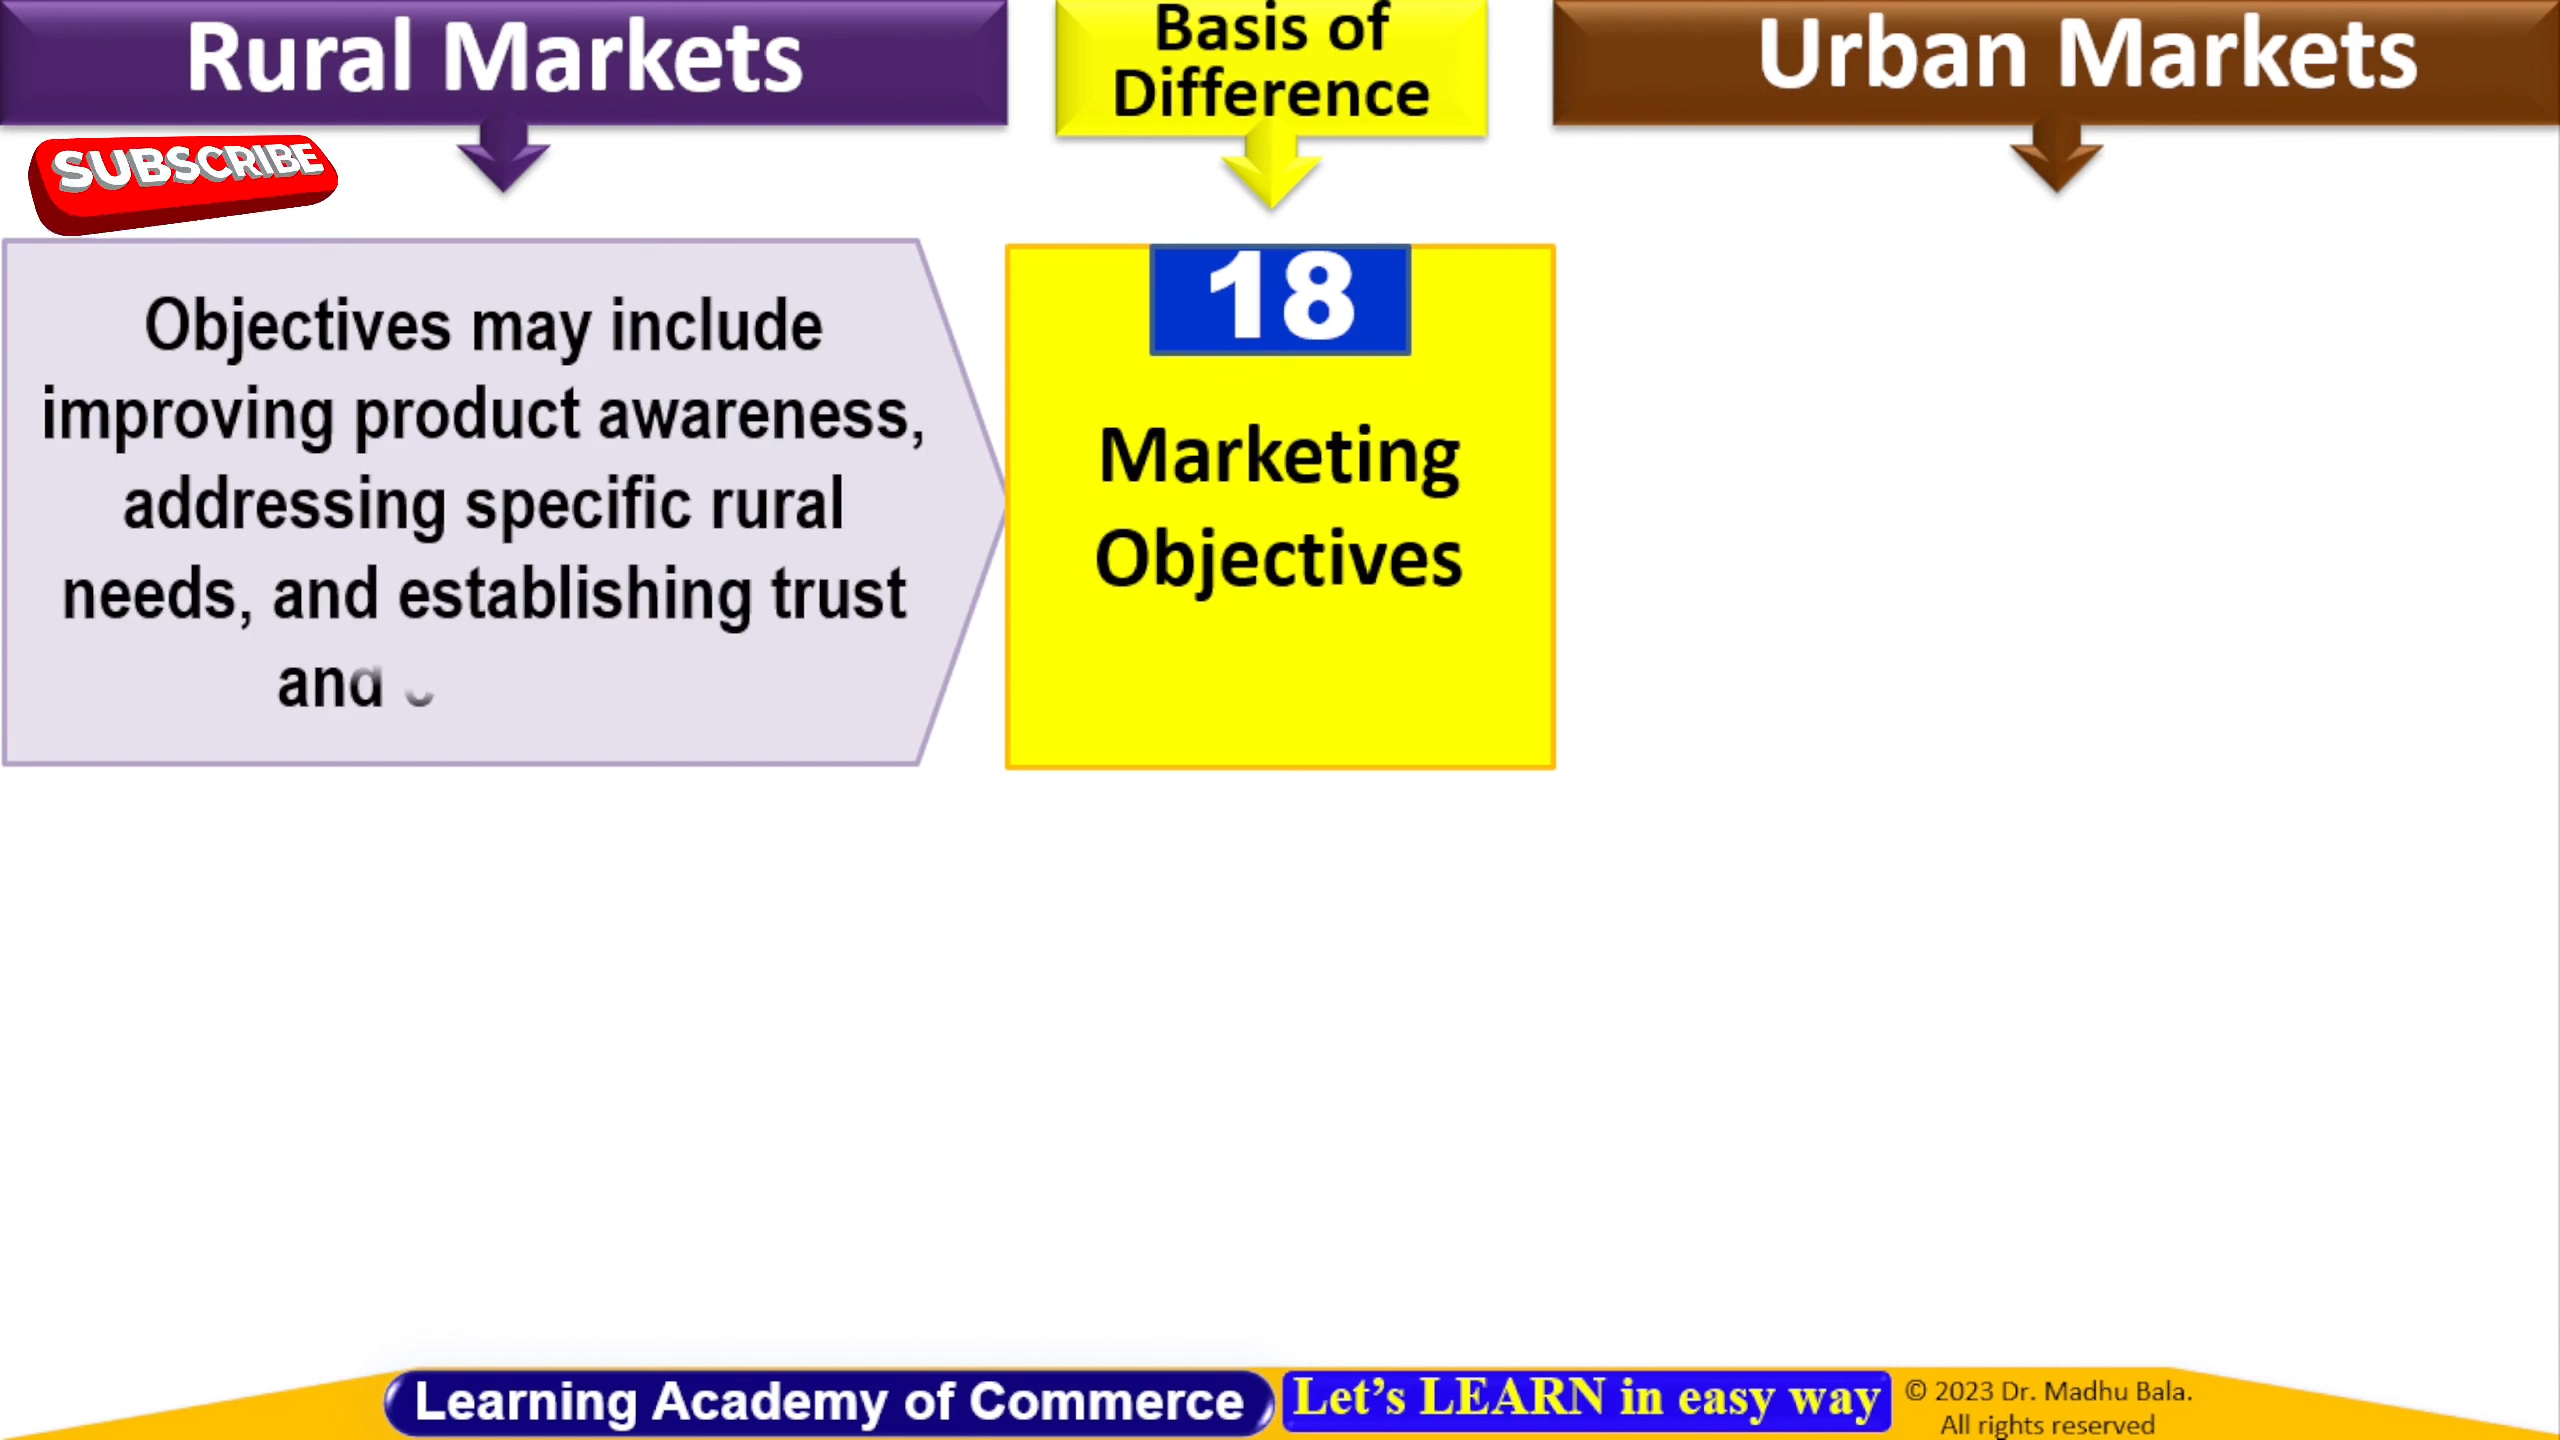 Rural Markets
Basis of
Difference
Urban Markets
SUBSCRIBE
Objectives may include
improving product awareness,
addressing specific rural
needs, and establishing trust
and
18
Marketing
Objectives
Learning Academy of Commerce
Let's LEARN in easy way
© 2023 Dr. Madhu Bala.
All rights reserved